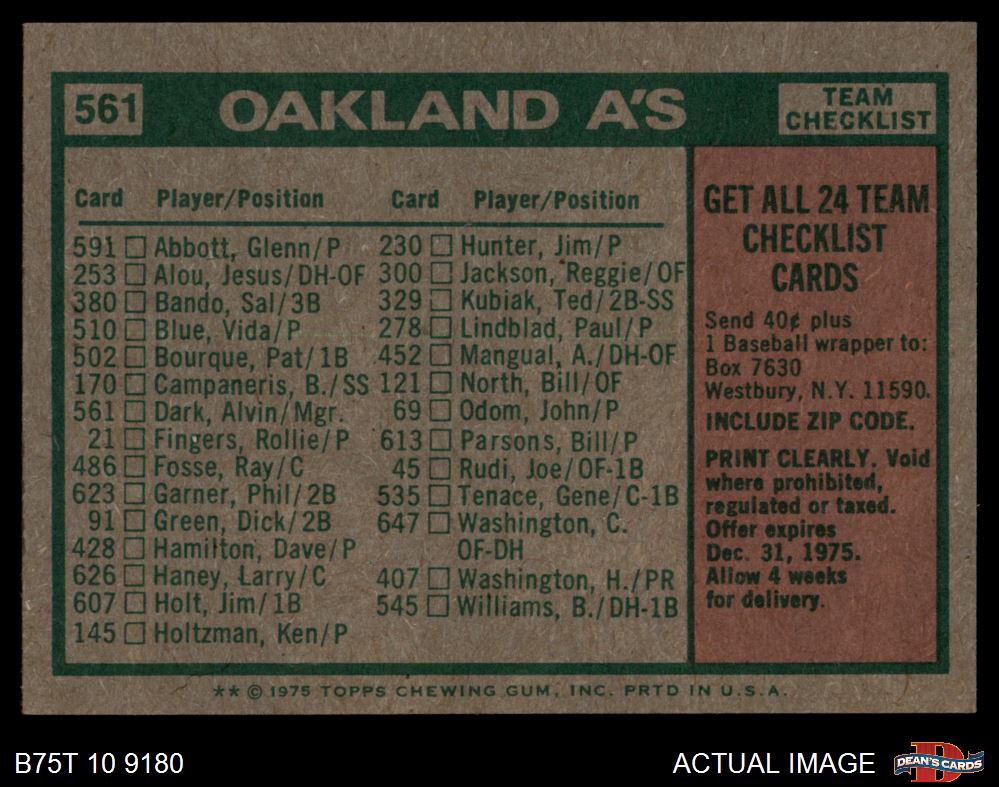 561 OAKLAND A'S TEAM CHECKLIST
Card Player/Position
591 Abbott, Glenn/P
253 Alou, Jesus/DH-OF
380 Bando, Sal/3B
510 Blue, Vida/P
502 Bourque, Pat/1B
170 Campaneris, B./SS
561 Dark, Alvin/Mgr.
21 Fingers, Rollie/P
486 Fosse, Ray/C
623 Garner, Phil/2B
91 Green, Dick/2B
428 Hamilton, Dave/P
626 Haney, Larry/C
607 Holt, Jim/1B
145 Holtzman, Ken/P
Card Player/Position
230 Hunter, Jim/P
300 Jackson, Reggie/OF
329 Kubiak, Ted/2B-SS
278 Lindblad, Paul/P
452 Mangual, A./DH-OF
121 North, Bill/OF
69 Odom, John/P
613 Parsons, Bill/P
45 Rudi, Joe/OF-1B
535 Tenace, Gene/C-1B
647 Washington, C.
OF-DH
407 Washington, H./PR
545 Williams, B./DH-1B
GET ALL 24 TEAM
CHECKLIST
CARDS
Send 40¢ plus
1 Baseball wrapper to:
Box 7630
Westbury, N.Y. 11590.
INCLUDE ZIP CODE.
PRINT CLEARLY. Void
where prohibited,
regulated or taxed.
Offer expires
Dec. 31, 1975.
Allow 4 weeks
for delivery.
** © 1975 TOPPS CHEWING GUM, INC. PRTD IN U.S.A.
B75T 10 9180
ACTUAL IMAGE
DEAN'S CARDS